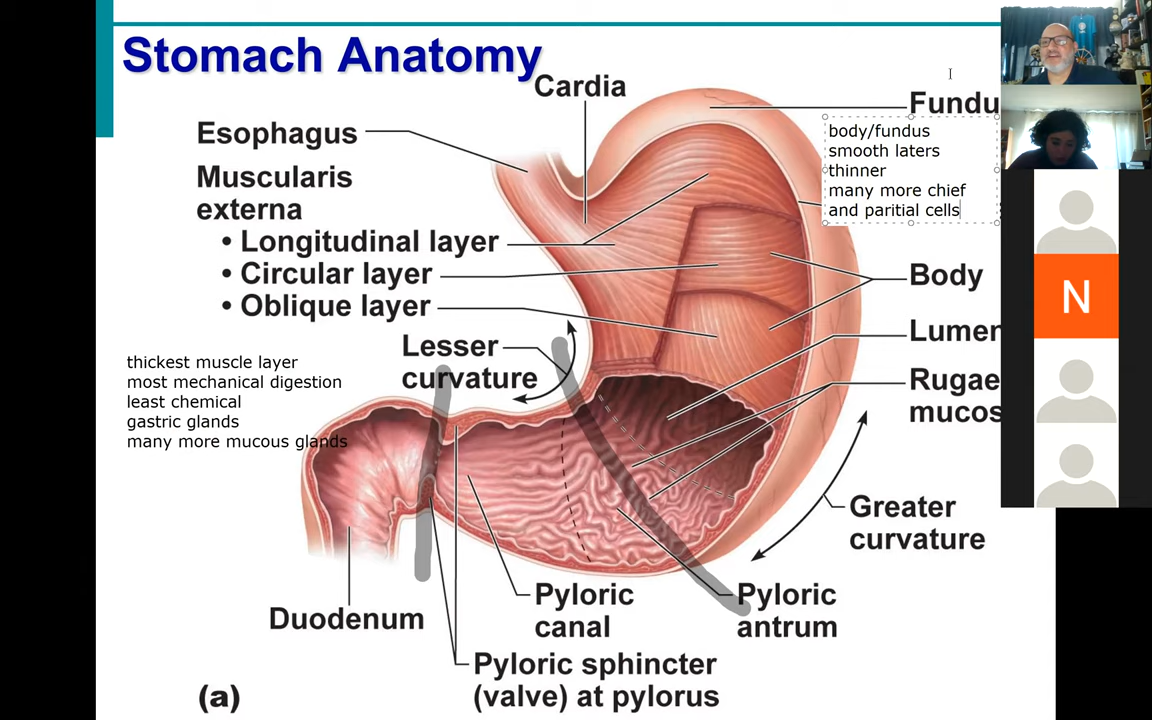 Stomach Anatomy
Cardia
Fundu
Esophagus
body/fundus
smooth laters
thinner
many more chief
and paritial cells
Muscularis
externa
• Longitudinal layer
• Circular layer
• Oblique layer
Body
Lumen
Lesser
curvature
Rugae
mucos
thickest muscle layer
most mechanical digestion
least chemical
gastric glands
many more mucous glands
Greater
curvature
Duodenum
Pyloric
canal
Pyloric
antrum
Pyloric sphincter
(valve) at pylorus
(a)
N